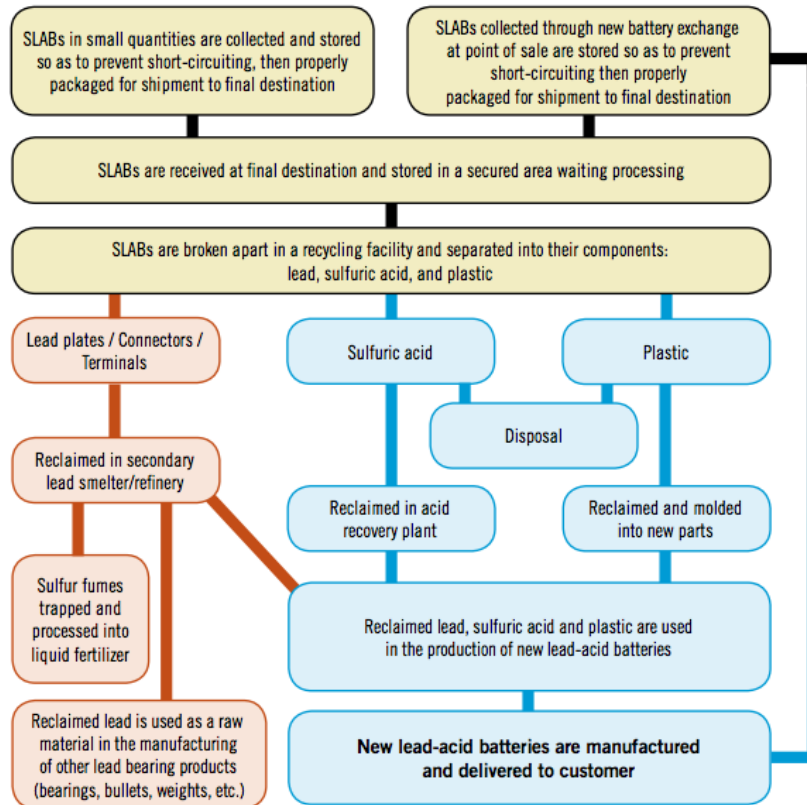 SLABs in small quantities are collected and stored
so as to prevent short-circuiting, then properly
packaged for shipment to final destination
SLABs collected through new battery exchange
at point of sale are stored so as to prevent
short-circuiting then properly
packaged for shipment to final destination
SLABs are received at final destination and stored in a secured area waiting processing
SLABs are broken apart in a recycling facility and separated into their components:
lead, sulfuric acid, and plastic
Lead plates / Connectors /
Terminals
Sulfuric acid
Plastic
Disposal
Reclaimed in secondary
lead smelter/refinery
Reclaimed in acid
recovery plant
Reclaimed and molded
into new parts
Sulfur fumes
trapped and
processed into
liquid fertilizer
Reclaimed lead, sulfuric acid and plastic are used
in the production of new lead-acid batteries
Reclaimed lead is used as a raw
material in the manufacturing
of other lead bearing products
(bearings, bullets, weights, etc.)
New lead-acid batteries are manufactured
and delivered to customer